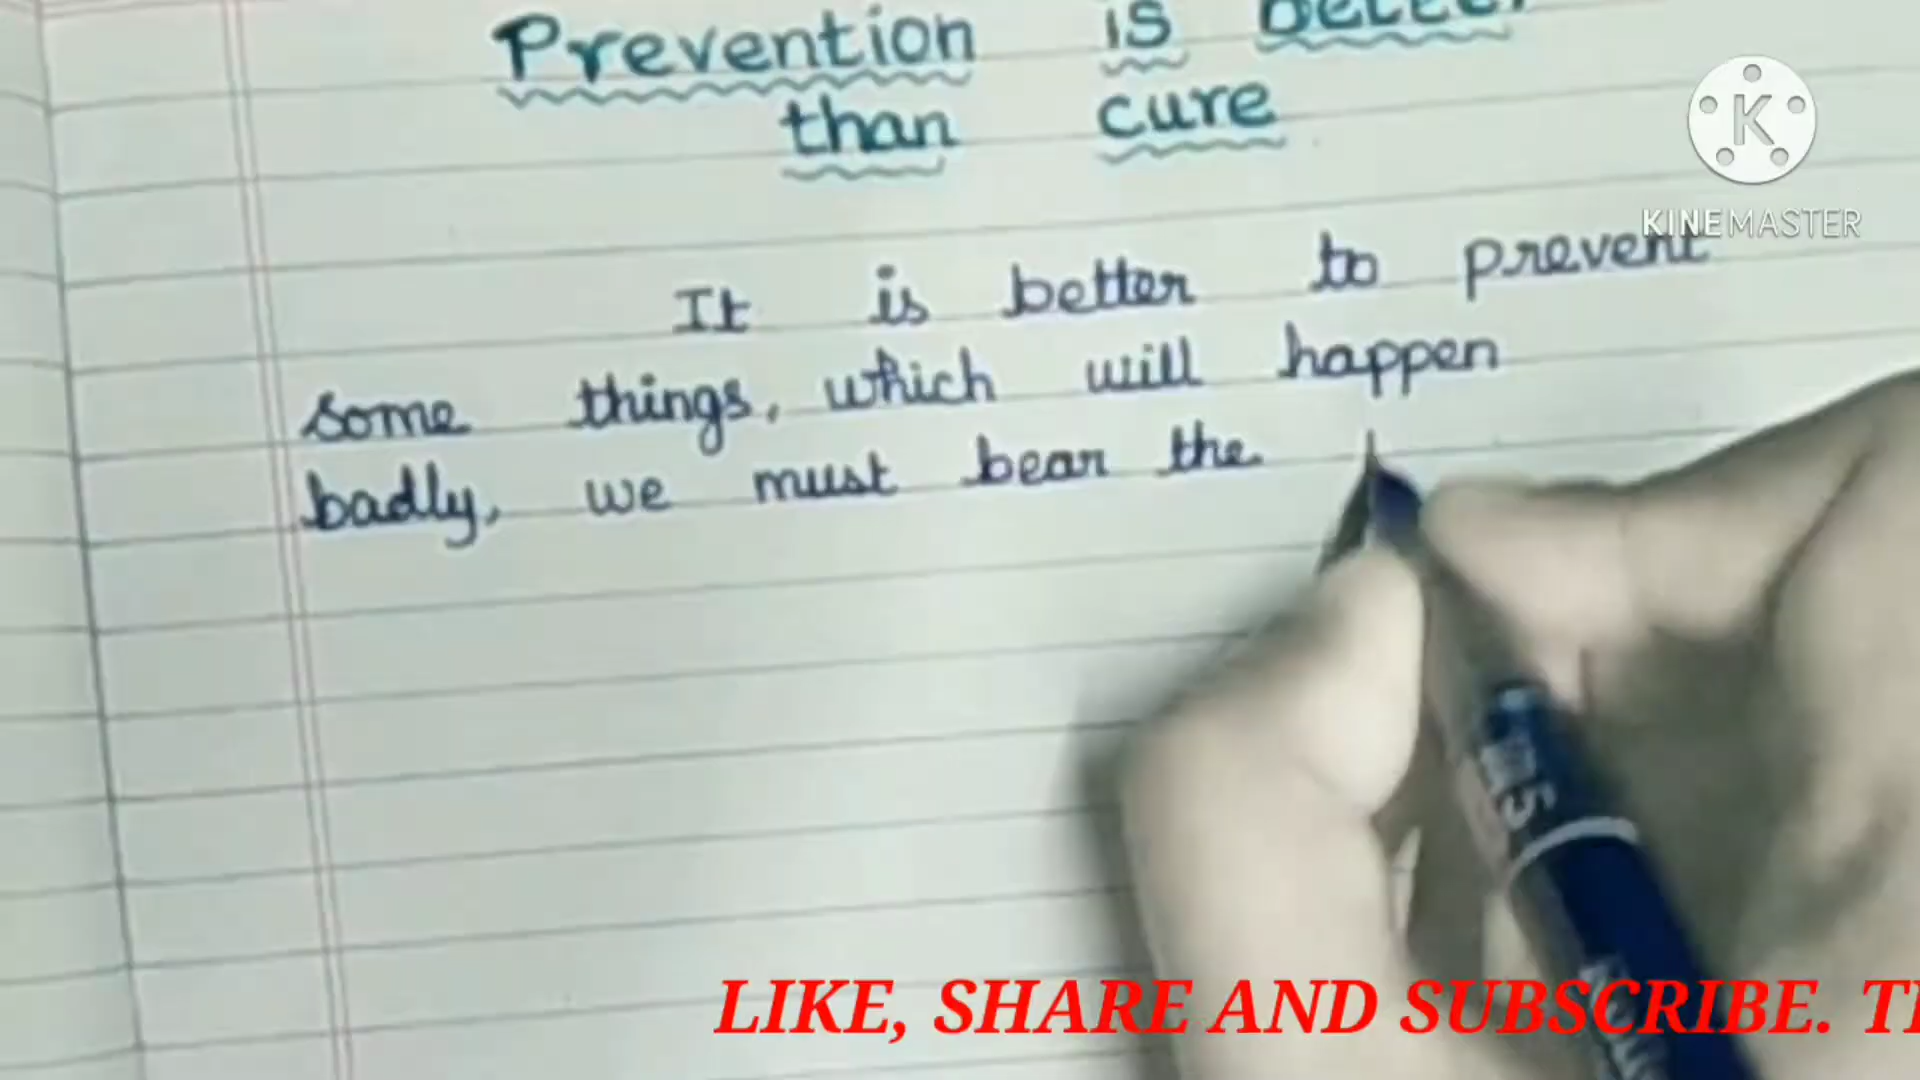 Prevention is better
than cure
K
KINEMASTER
It is better to prevent
some things, which will happen
badly, we must bear the
LIKE, SHARE AND SUBSCRIBE.